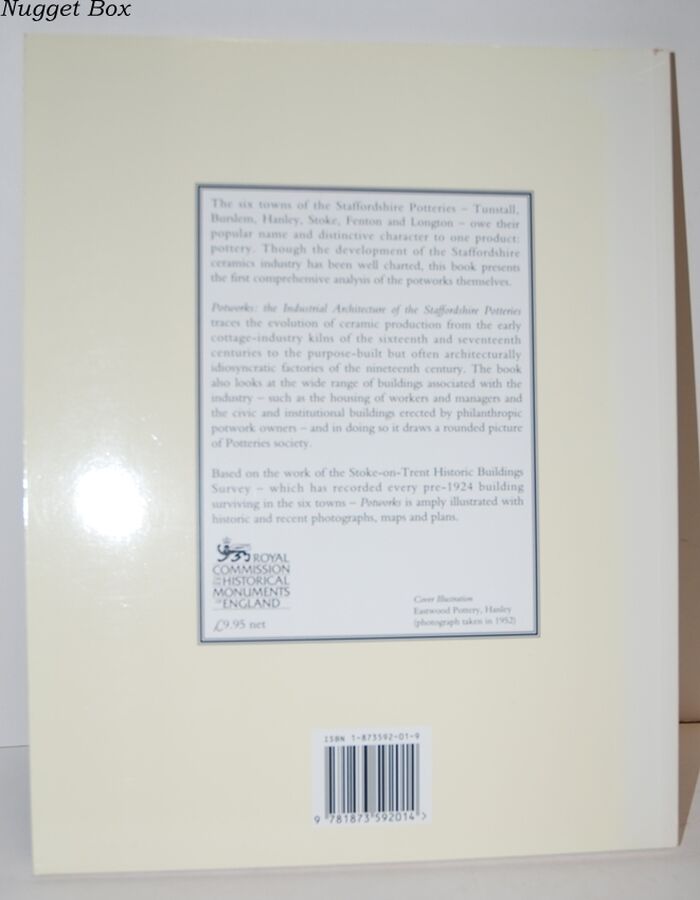 Nugget Box
The six towns of the Staffordshire Potteries – Tunstall,
Burslem, Hanley, Stoke, Fenton and Longton – owe their
popular name and distinctive character to one product:
pottery. Though the development of the Staffordshire
ceramics industry has been well charted, this book presents
the first comprehensive analysis of the potworks themselves.
Potworks: the Industrial Architecture of the Staffordshire Potteries
traces the evolution of ceramic production from the early
cottage-industry kilns of the sixteenth and seventeenth
centuries to the purpose-built but often architecturally
idiosyncratic factories of the nineteenth century. The book
also looks at the wide range of buildings associated with the
industry – such as the housing of workers and managers and
the civic and institutional buildings erected by philanthropic
potwork owners – and in doing so it draws a rounded picture
of Potteries society.
Based on the work of the Stoke-on-Trent Historic Buildings
Survey – which has recorded every pre-1924 building
surviving in the six towns – Potworks is amply illustrated with
historic and recent photographs, maps and plans.
ROYAL
COMMISSION
HISTORICAL
MONUMENTS
ENGLAND
£9.95 net
Cover Illustration
Eastwood Pottery, Hanley
(photograph taken in 1952)
ISBN 1-873592-01-9
9 781873 592014 >